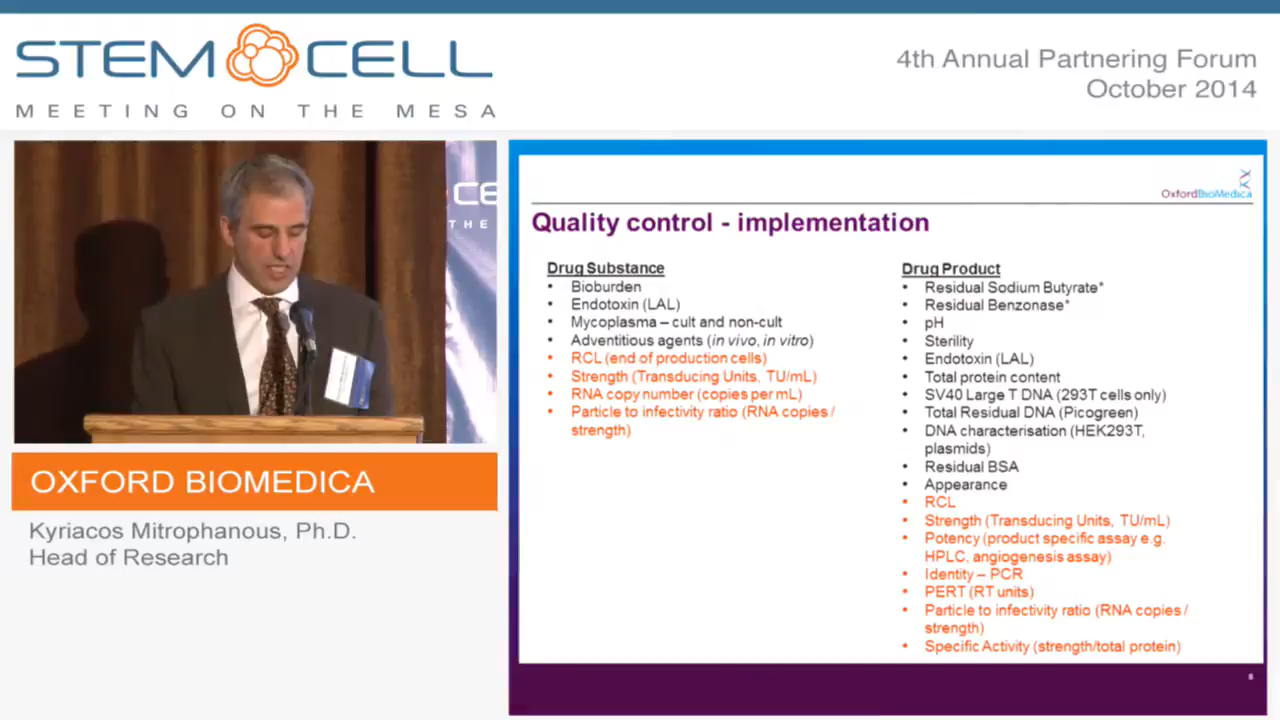 STEM CELL
MEETING ON THE MESA
4th Annual Partnering Forum
October 2014
CE
THE
OXFORD BIOMEDICA
Kyriacos Mitrophanous, Ph.D.
Head of Research
OxfordBioMedica
Quality control - implementation
Drug Substance
• Bioburden
• Endotoxin (LAL)
• Mycoplasma – cult and non-cult
• Adventitious agents (in vivo, in vitro)
• RCL (end of production cells)
• Strength (Transducing Units, TU/mL)
• RNA copy number (copies per mL)
• Particle to infectivity ratio (RNA copies /
strength)
Drug Product
• Residual Sodium Butyrate*
• Residual Benzonase*
• pH
• Sterility
• Endotoxin (LAL)
• Total protein content
• SV40 Large T DNA (293T cells only)
• Total Residual DNA (Picogreen)
• DNA characterisation (HEK293T,
plasmids)
• Residual BSA
• Appearance
• RCL
• Strength (Transducing Units, TU/mL)
• Potency (product specific assay e.g.
HPLC, angiogenesis assay)
• Identity – PCR
• PERT (RT units)
• Particle to infectivity ratio (RNA copies /
strength)
• Specific Activity (strength/total protein)